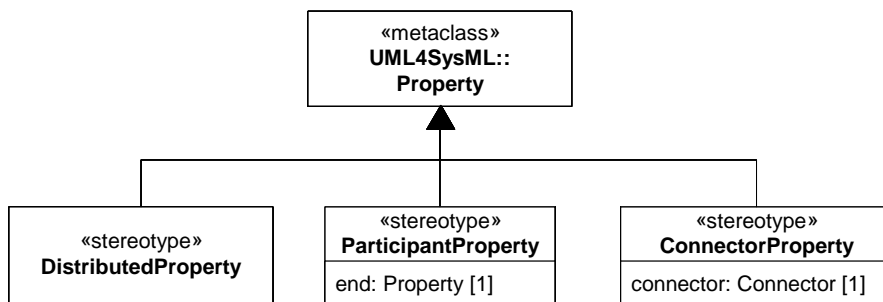 «metaclass»
UML4SysML::
Property
«stereotype»
DistributedProperty
«stereotype»
ParticipantProperty
end: Property [1]
«stereotype»
ConnectorProperty
connector: Connector [1]